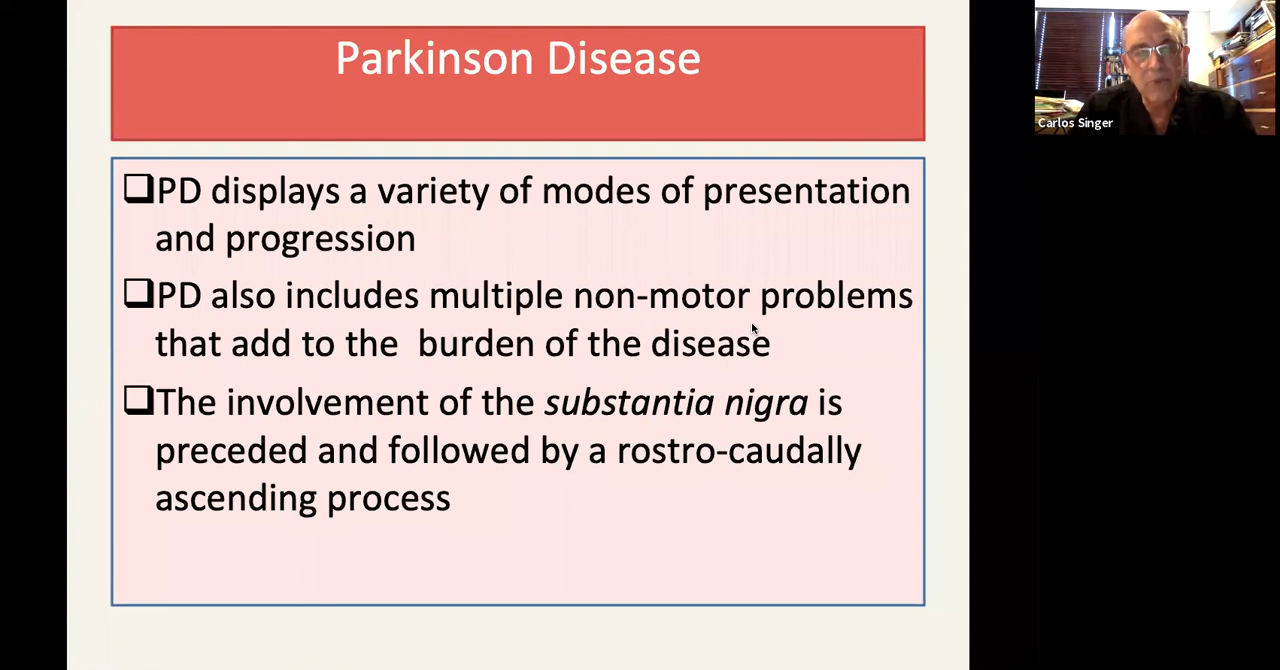 Parkinson Disease
❑PD displays a variety of modes of presentation
and progression
❑PD also includes multiple non-motor problems
that add to the  burden of the disease
❑The involvement of the substantia nigra is
preceded and followed by a rostro-caudally
ascending process
Carlos Singer